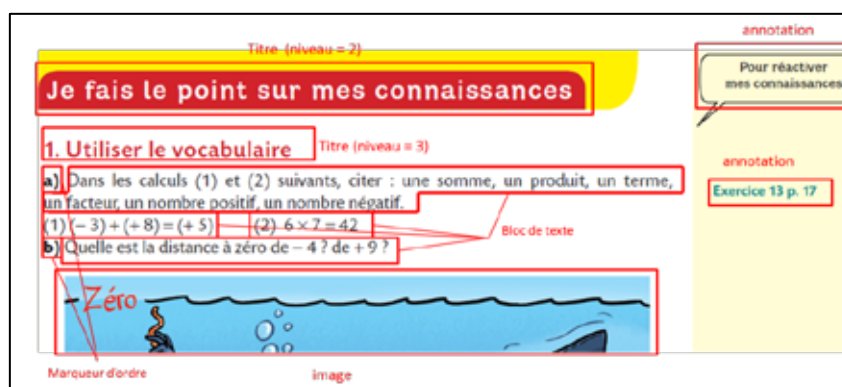 annotation
Titre (niveau = 2)
Pour réactiver
mes connaissances
Je fais le point sur mes connaissances
1. Utiliser le vocabulaire
Titre (niveau = 3)
annotation
a) Dans les calculs (1) et (2) suivants, citer : une somme, un produit, un terme,
un facteur, un nombre positif, un nombre négatif.
Exercice 13 p. 17
(1) (− 3) + (+ 8) = (+ 5) (2) 6 × 7 = 42
Bloc de texte
b) Quelle est la distance à zéro de − 4 ? de + 9 ?
Zéro
Marqueur d'ordre
image